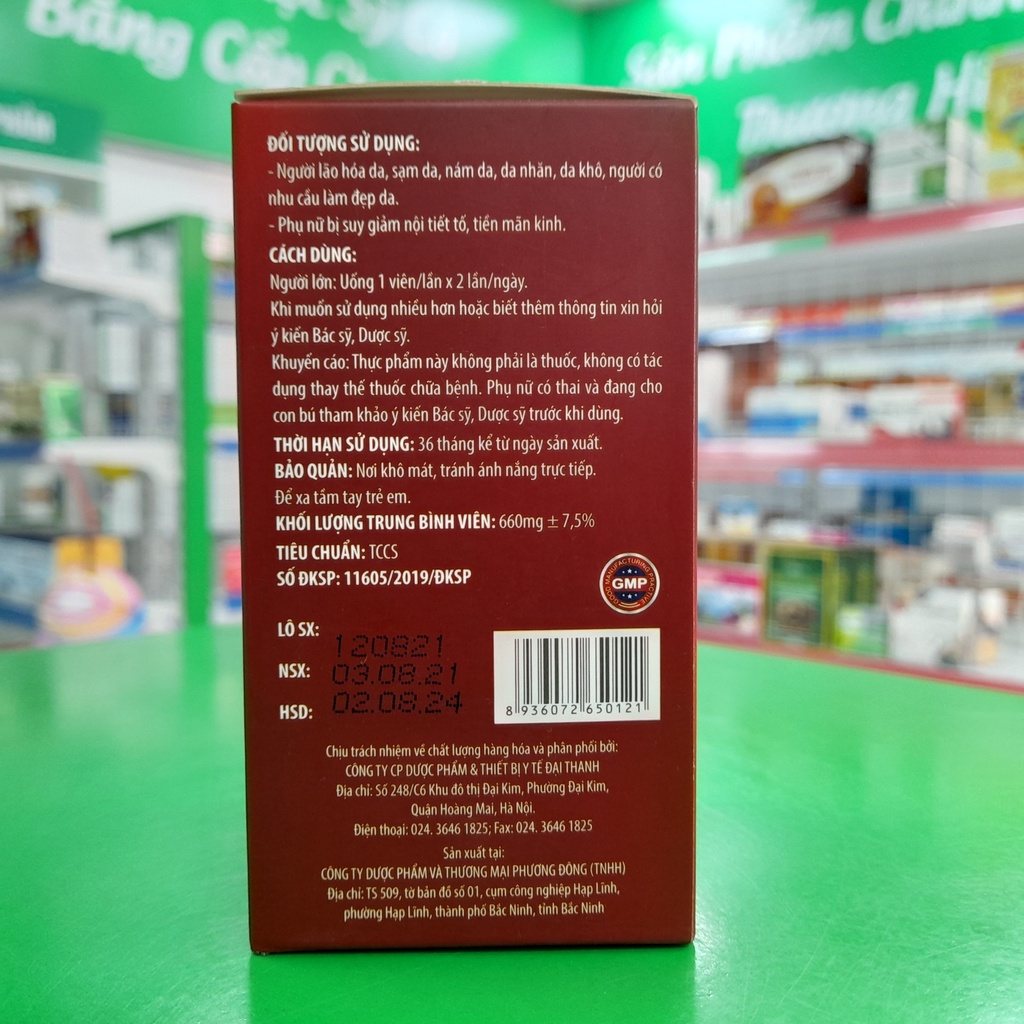 Bằng Cấp
Sản Phẩm
Thương
ĐỐI TƯỢNG SỬ DỤNG:
- Người lão hóa da, sạm da, nám da, da nhăn, da khô, người có
nhu cầu làm đẹp da.
- Phụ nữ bị suy giảm nội tiết tố, tiền mãn kinh.
CÁCH DÙNG:
Người lớn: Uống 1 viên/lần x 2 lần/ngày.
Khi muốn sử dụng nhiều hơn hoặc biết thêm thông tin xin hỏi
ý kiến Bác sỹ, Dược sỹ.
Khuyến cáo: Thực phẩm này không phải là thuốc, không có tác
dụng thay thế thuốc chữa bệnh. Phụ nữ có thai và đang cho
con bú tham khảo ý kiến Bác sỹ, Dược sỹ trước khi dùng.
THỜI HẠN SỬ DỤNG: 36 tháng kể từ ngày sản xuất.
BẢO QUẢN: Nơi khô mát, tránh ánh nắng trực tiếp.
Để xa tầm tay trẻ em.
KHỐI LƯỢNG TRUNG BÌNH VIÊN: 660mg ± 7,5%
TIÊU CHUẨN: TCCS
SỐ ĐKSP: 11605/2019/ĐKSP
GOOD MANUFACTURING PRACTICE
GMP
LÔ SX: 120821
NSX: 03.08.21
HSD: 02.08.24
8 936072 650121
Chịu trách nhiệm về chất lượng hàng hóa và phân phối bởi:
CÔNG TY CP DƯỢC PHẨM & THIẾT BỊ Y TẾ ĐẠI THANH
Địa chỉ: Số 248/C6 Khu đô thị Đại Kim, Phường Đại Kim,
Quận Hoàng Mai, Hà Nội.
Điện thoại: 024. 3646 1825; Fax: 024. 3646 1825
Sản xuất tại:
CÔNG TY DƯỢC PHẨM VÀ THƯƠNG MẠI PHƯƠNG ĐÔNG (TNHH)
Địa chỉ: TS 509, tờ bản đồ số 01, cụm công nghiệp Hạp Lĩnh,
phường Hạp Lĩnh, thành phố Bắc Ninh, tỉnh Bắc Ninh